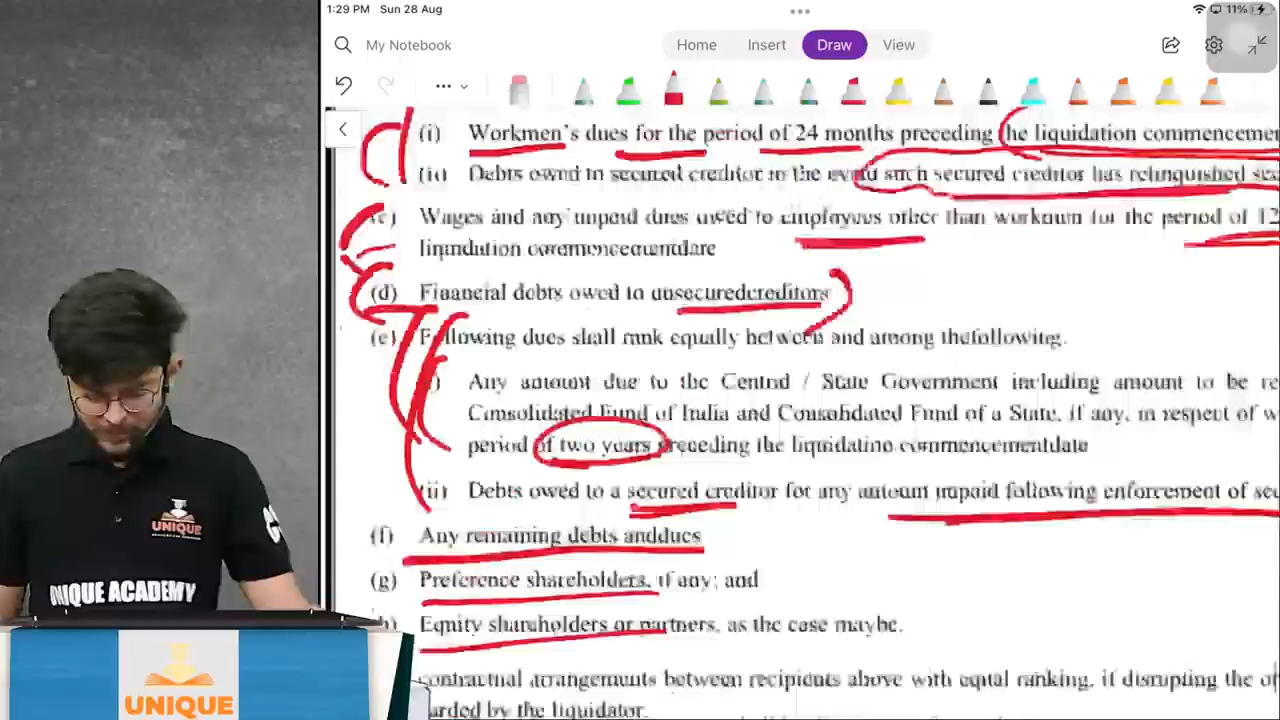 1:29 PM Sun 28 Aug
11%
My Notebook
Home Insert Draw View
(i) Workmen's dues for the period of 24 months preceding he liquidation commenceme
Debts owed to secured creditor in the such secured creditor has relinquished sec
Wages and any unpaid dues owed to employees other than workmen for the period of 12
liquidation
(d) Financial debts owed to unsecuredcreditors
(e) Following dues shall rank equally between and among thefollowing.
Any amount due to the Central / State Government including amount to be re
Consolidated Fund of India and Consolidated Fund of a State, if any, in respect of w
period of two years preceding the liquidation commencementdate
ii) Debts owed to a secured creditor for any amount unpaid following enforcement of sec
(f) Any remaining debts anddues
(g) Preference shareholders, if any; and
Equity shareholders or partners, as the case maybe.
contractual arrangements between recipients above with equal ranking, if disrupting the of
arded by the liquidator.
UNIQUE
UNIQUE ACADEMY
UNIQUE